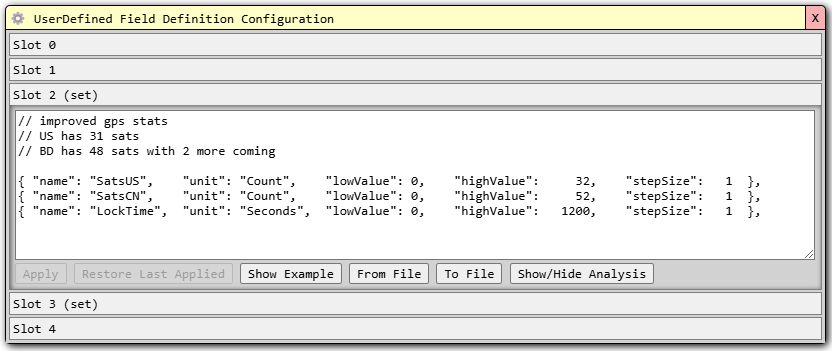 UserDefined Field Definition Configuration X
Slot 0
Slot 1
Slot 2 (set)
// improved gps stats
// US has 31 sats
// BD has 48 sats with 2 more coming
{ "name": "SatsUS", "unit": "Count", "lowValue": 0, "highValue": 32, "stepSize": 1 },
{ "name": "SatsCN", "unit": "Count", "lowValue": 0, "highValue": 52, "stepSize": 1 },
{ "name": "LockTime", "unit": "Seconds", "lowValue": 0, "highValue": 1200, "stepSize": 1 },
Apply Restore Last Applied Show Example From File To File Show/Hide Analysis
Slot 3 (set)
Slot 4